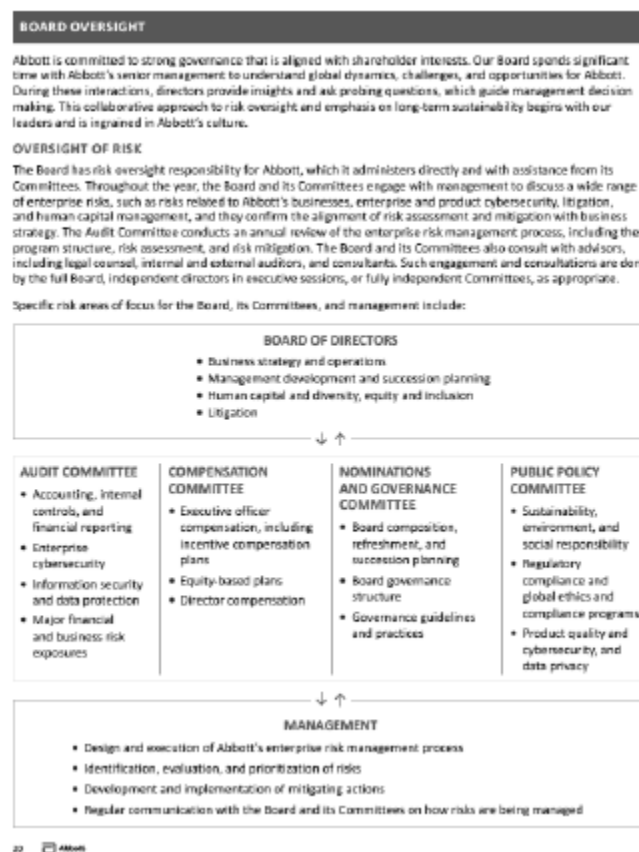 BOARD OVERSIGHT
Abbott is committed to strong governance that is aligned with shareholder interests. Our Board spends significant
time with Abbott's senior management to understand global dynamics, challenges, and opportunities for Abbott.
During these interactions, directors provide insights and ask probing questions, which guide management decision
making. This collaborative approach to risk oversight and emphasis on long-term sustainability begins with our
leaders and is ingrained in Abbott's culture.
OVERSIGHT OF RISK
The Board has risk oversight responsibility for Abbott, which it administers directly and with assistance from its
Committees. Throughout the year, the Board and its Committees engage with management to discuss a wide range
of enterprise risks, such as risks related to Abbott's businesses, enterprise and product cybersecurity, litigation,
and human capital management, and they confirm the alignment of risk assessment and mitigation with business
strategy. The Audit Committee conducts an annual review of the enterprise risk management process, including the
program structure, risk assessment, and risk mitigation. The Board and its Committees also consult with advisors,
including legal counsel, internal and external auditors, and consultants. Such engagement and consultations are don
by the full Board, independent directors in executive sessions, or fully independent Committees, as appropriate.
Specific risk areas of focus for the Board, its Committees, and management include:
BOARD OF DIRECTORS
• Business strategy and operations
• Management development and succession planning
• Human capital and diversity, equity and inclusion
• Litigation
↓ ↑
AUDIT COMMITTEE
• Accounting, internal
controls, and
financial reporting
• Enterprise
cybersecurity
• Information security
and data protection
• Major financial
and business risk
exposures
COMPENSATION
COMMITTEE
• Executive officer
compensation, including
incentive compensation
plans
• Equity-based plans
• Director compensation
NOMINATIONS
AND GOVERNANCE
COMMITTEE
• Board composition,
refreshment, and
succession planning
• Board governance
structure
• Governance guidelines
and practices
PUBLIC POLICY
COMMITTEE
• Sustainability,
environment, and
social responsibility
• Regulatory
compliance and
global ethics and
compliance programs
• Product quality and
cybersecurity, and
data privacy
↓ ↑
MANAGEMENT
• Design and execution of Abbott's enterprise risk management process
• Identification, evaluation, and prioritization of risks
• Development and implementation of mitigating actions
• Regular communication with the Board and its Committees on how risks are being managed
Abbott